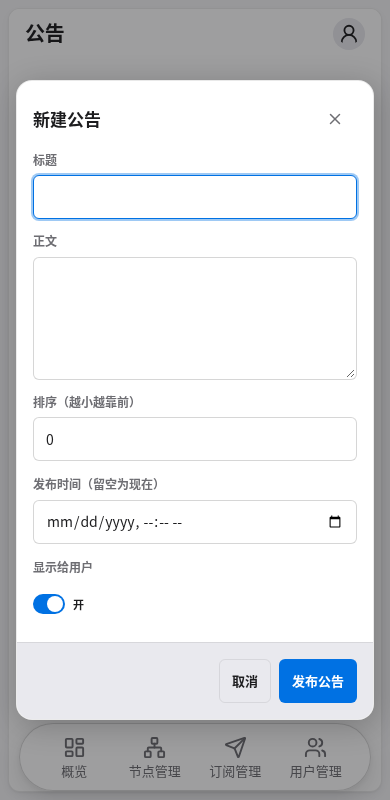 公告
新建公告
标题
正文
排序（越小越靠前）
0
发布时间（留空为现在）
mm/dd/yyyy, --:-- --
显示给用户
开
取消
发布公告
概览
节点管理
订阅管理
用户管理